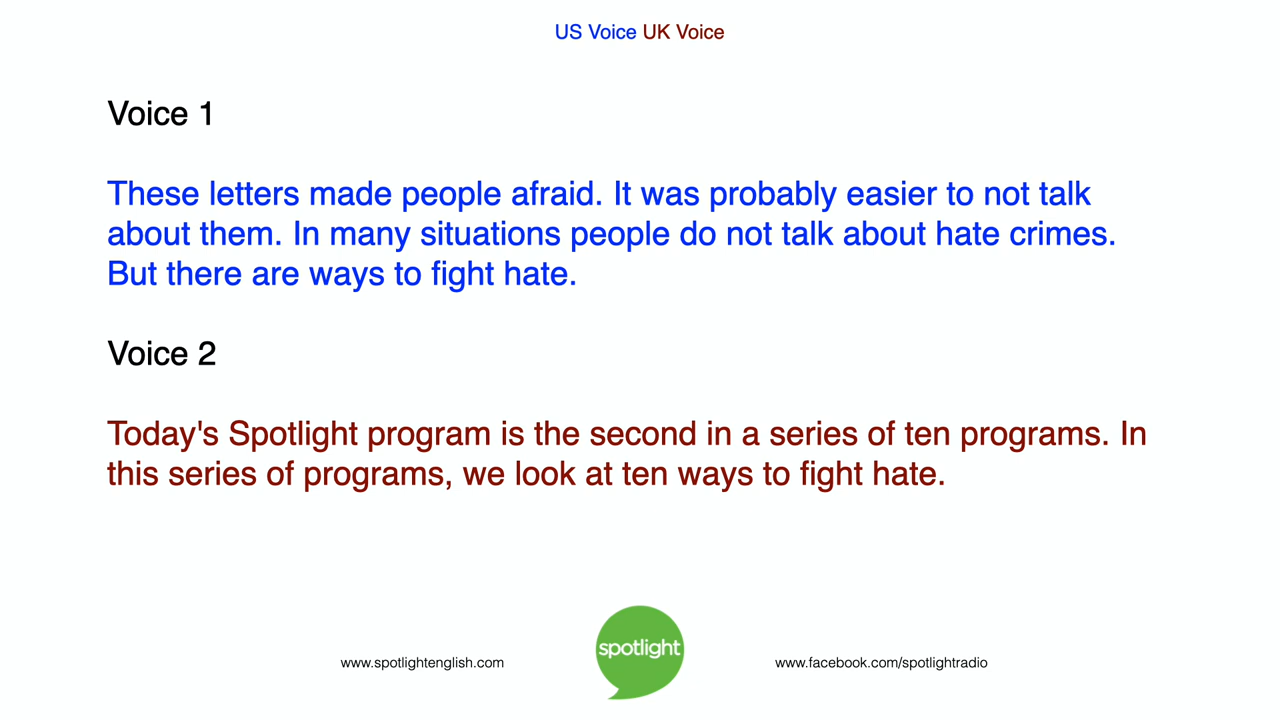 US Voice UK Voice
Voice 1
These letters made people afraid. It was probably easier to not talk
about them. In many situations people do not talk about hate crimes.
But there are ways to fight hate.
Voice 2
Today's Spotlight program is the second in a series of ten programs. In
this series of programs, we look at ten ways to fight hate.
spotlight
www.spotlightenglish.com
www.facebook.com/spotlightradio